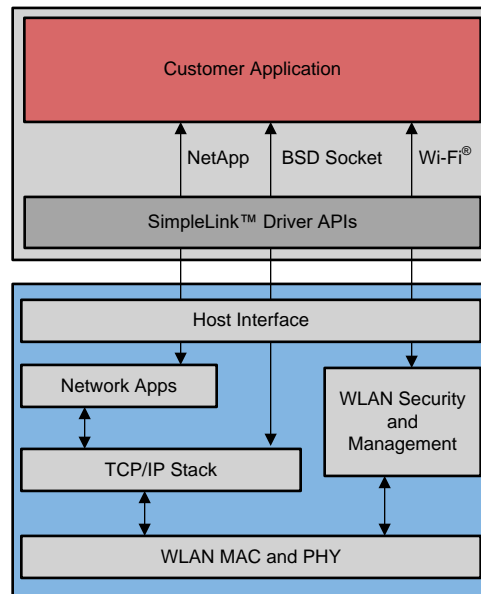 Customer Application
NetApp BSD Socket Wi-Fi®
SimpleLink™ Driver APIs
Host Interface
Network Apps
WLAN Security
and
Management
TCP/IP Stack
WLAN MAC and PHY